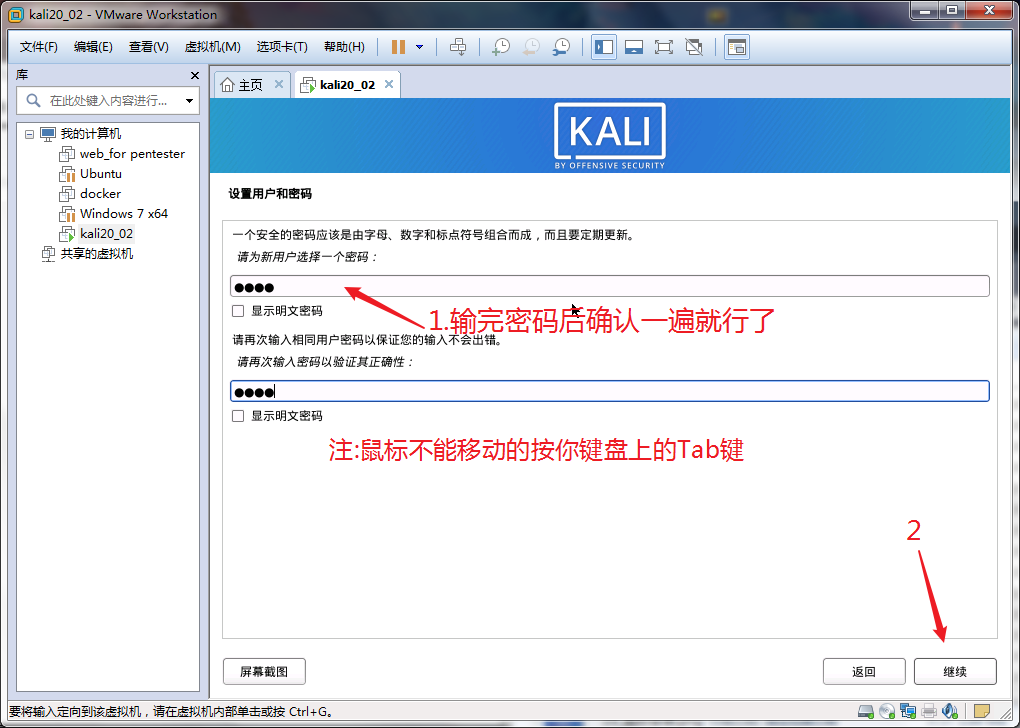 kali20_02 - VMware Workstation
文件(F) 编辑(E) 查看(V) 虚拟机(M) 选项卡(T) 帮助(H)
库
在此处键入内容进行...
我的计算机
web_for pentester
Ubuntu
docker
Windows 7 x64
kali20_02
共享的虚拟机
主页 kali20_02
KALI
BY OFFENSIVE SECURITY
设置用户和密码
一个安全的密码应该是由字母、数字和标点符号组合而成，而且要定期更新。
请为新用户选择一个密码：
显示明文密码
1.输完密码后确认一遍就行了
请再次输入相同用户密码以保证您的输入不会出错。
请再次输入密码以验证其正确性：
显示明文密码
注:鼠标不能移动的按你键盘上的Tab键
2
屏幕截图 返回 继续
要将输入定向到该虚拟机，请在虚拟机内部单击或按 Ctrl+G。